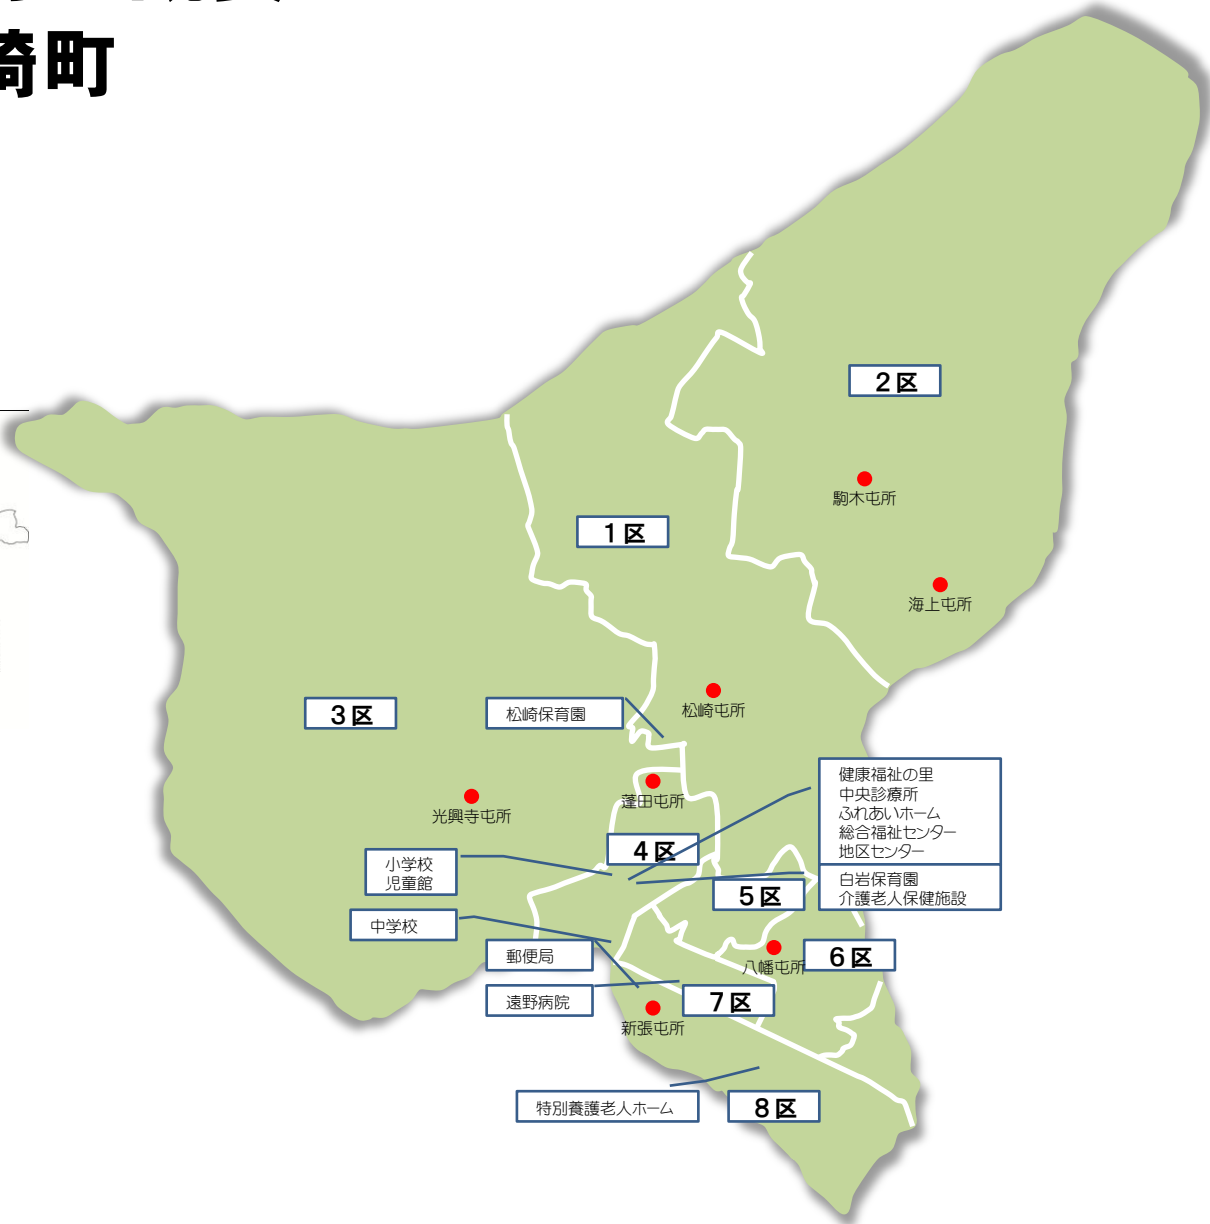 崎町
2区
駒木屯所
1区
海上屯所
3区
松崎保育園
松崎屯所
光興寺屯所
蓬田屯所
健康福祉の里
中央診療所
ふれあいホーム
総合福祉センター
地区センター
4区
小学校
児童館
白岩保育園
介護老人保健施設
5区
中学校
郵便局
八幡屯所
6区
遠野病院
7区
新張屯所
特別養護老人ホーム
8区